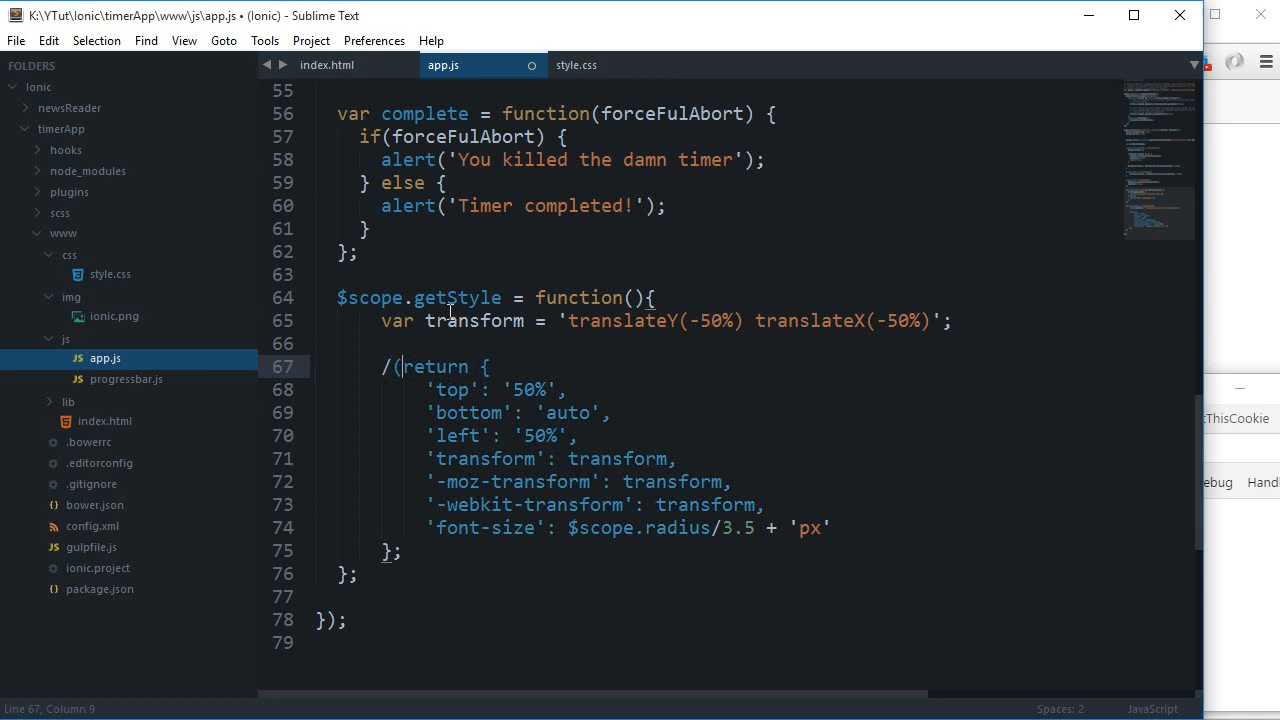 K:\YTut\Ionic\timerApp\www\js\app.js • (Ionic) - Sublime Text
File Edit Selection Find View Goto Tools Project Preferences Help
FOLDERS
Ionic
newsReader
timerApp
hooks
node_modules
plugins
scss
www
css
style.css
img
ionic.png
js
JS app.js
JS progressbar.js
lib
index.html
.bowerrc
.editorconfig
.gitignore
bower.json
config.xml
JS gulpfile.js
ionic.project
package.json
index.html app.js style.css
55
56 var complete = function(forceFulAbort) {
57 if(forceFulAbort) {
58 alert('You killed the damn timer');
59 } else {
60 alert('Timer completed!');
61 }
62 };
63
64 $scope.getStyle = function(){
65 var transform = 'translateY(-50%) translateX(-50%)';
66
67 /(return {
68 'top': '50%',
69 'bottom': 'auto',
70 'left': '50%',
71 'transform': transform,
72 '-moz-transform': transform,
73 '-webkit-transform': transform,
74 'font-size': $scope.radius/3.5 + 'px'
75 };
76 };
77
78 });
79
tThisCookie
ebug Handl
Line 67, Column 9 Spaces: 2 JavaScript